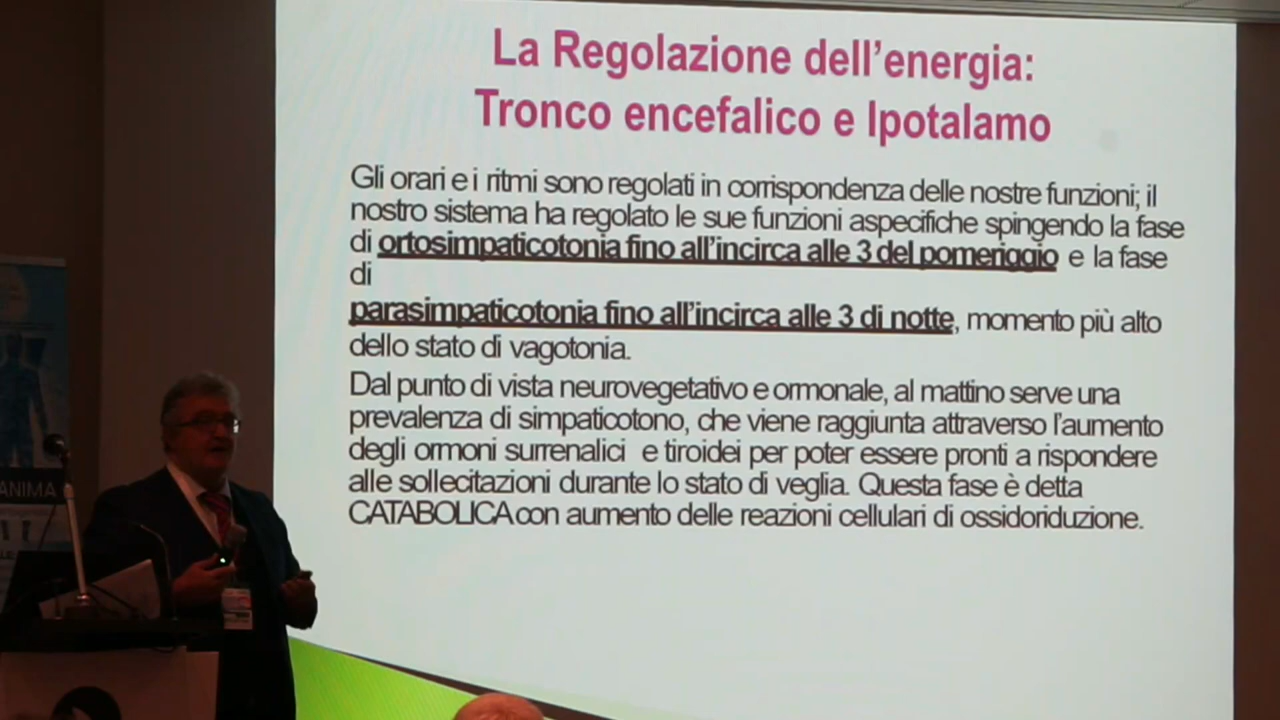 La Regolazione dell'energia:
Tronco encefalico e Ipotalamo
Gli orari e i ritmi sono regolati in corrispondenza delle nostre funzioni; il
nostro sistema ha regolato le sue funzioni aspecifiche spingendo la fase
di ortosimpaticotonia fino all'incirca alle 3 del pomeriggio e la fase
di
parasimpaticotonia fino all'incirca alle 3 di notte, momento più alto
dello stato di vagotonia.
Dal punto di vista neurovegetativo e ormonale, al mattino serve una
prevalenza di simpaticotono, che viene raggiunta attraverso l'aumento
degli ormoni surrenalici e tiroidei per poter essere pronti a rispondere
alle sollecitazioni durante lo stato di veglia. Questa fase è detta
CATABOLICA con aumento delle reazioni cellulari di ossidoriduzione.
ANIMA